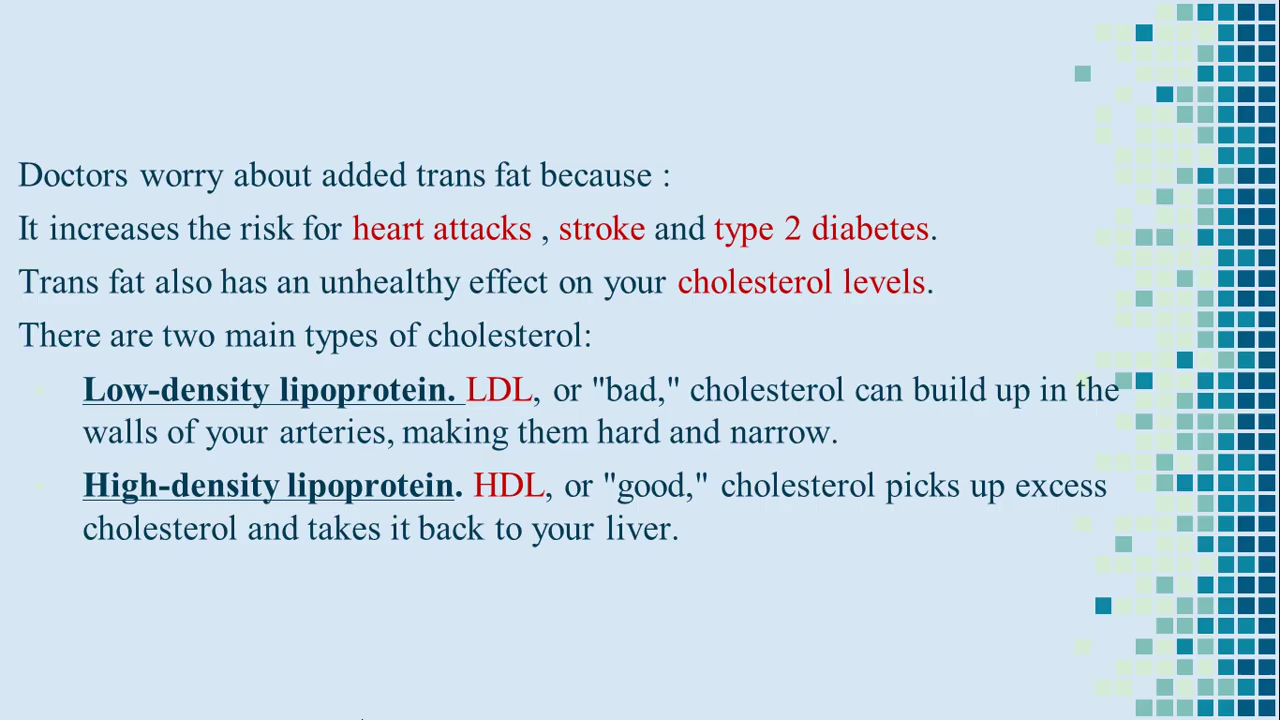 Doctors worry about added trans fat because :
It increases the risk for heart attacks , stroke and type 2 diabetes.
Trans fat also has an unhealthy effect on your cholesterol levels.
There are two main types of cholesterol:
Low-density lipoprotein. LDL, or "bad," cholesterol can build up in the
walls of your arteries, making them hard and narrow.
High-density lipoprotein. HDL, or "good," cholesterol picks up excess
cholesterol and takes it back to your liver.